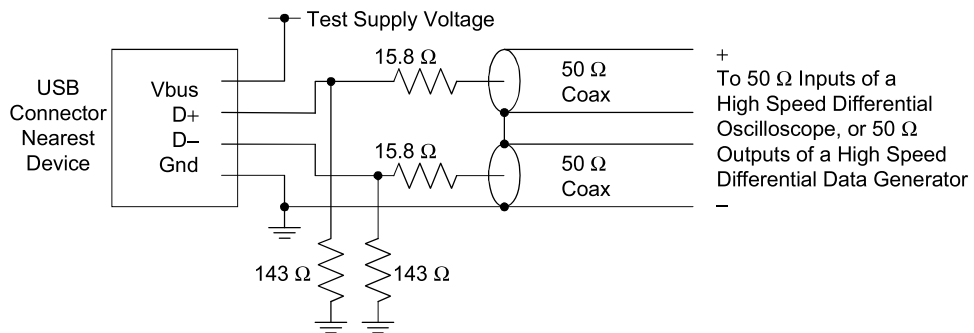 Test Supply Voltage
USB
Connector
Nearest
Device
Vbus
D+
D–
Gnd
15.8 Ω
50 Ω
Coax
15.8 Ω
50 Ω
Coax
143 Ω
143 Ω
+
To 50 Ω Inputs of a
High Speed Differential
Oscilloscope, or 50 Ω
Outputs of a High Speed
Differential Data Generator
–